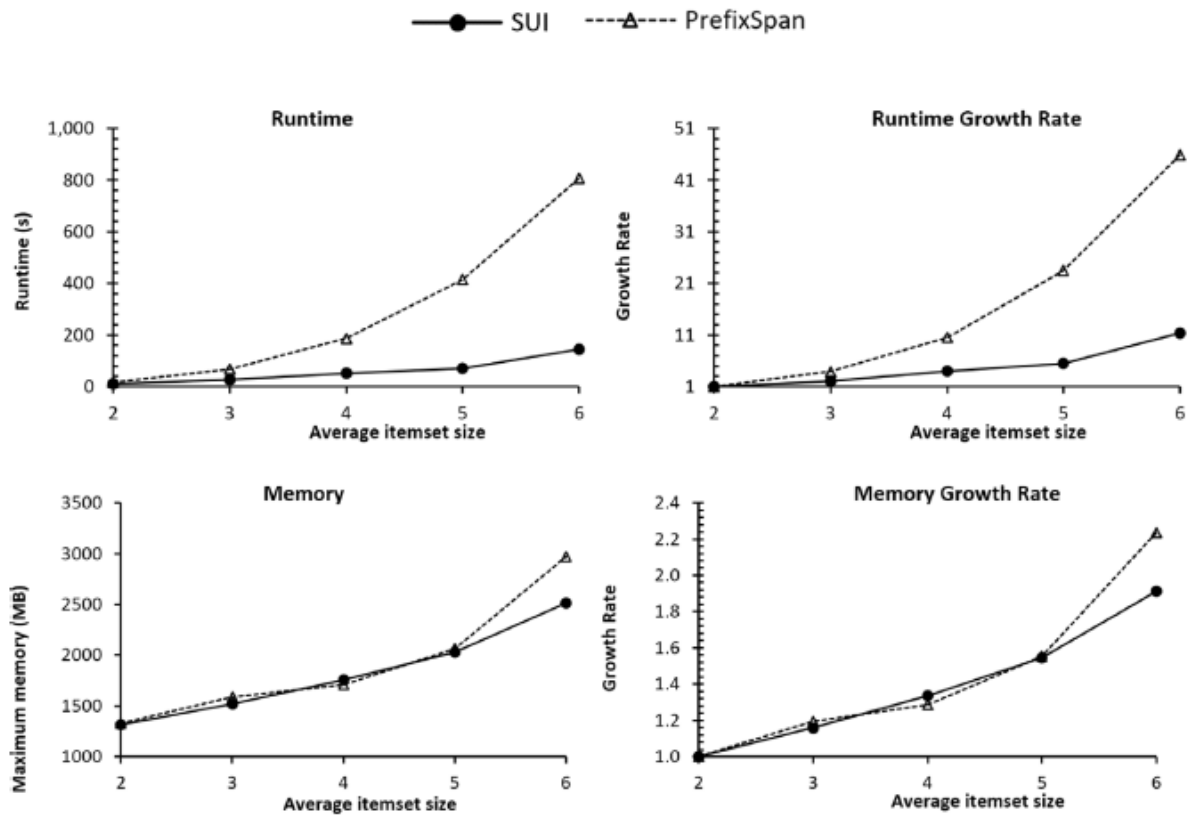 SUI PrefixSpan
Runtime
1,000
800
600
400
200
0
Runtime (s)
2 3 4 5 6
Average itemset size
Runtime Growth Rate
51
41
31
21
11
1
Growth Rate
2 3 4 5 6
Average itemset size
Memory
3500
3000
2500
2000
1500
1000
Maximum memory (MB)
2 3 4 5 6
Average itemset size
Memory Growth Rate
2.4
2.2
2.0
1.8
1.6
1.4
1.2
1.0
Growth Rate
2 3 4 5 6
Average itemset size